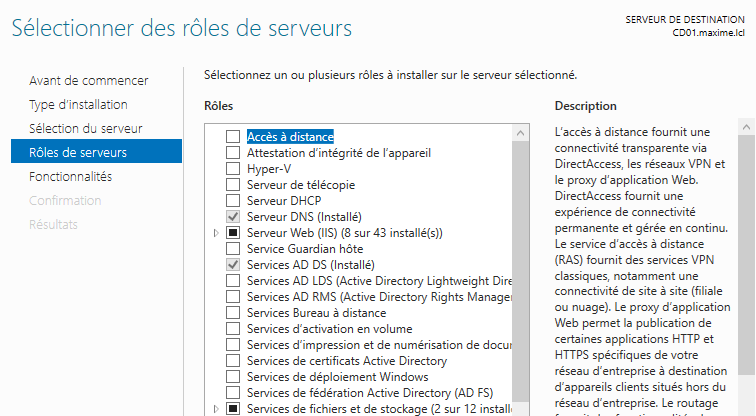 Sélectionner des rôles de serveurs
SERVEUR DE DESTINATION
CD01.maxime.lcl
Avant de commencer
Type d'installation
Sélection du serveur
Rôles de serveurs
Fonctionnalités
Confirmation
Résultats
Sélectionnez un ou plusieurs rôles à installer sur le serveur sélectionné.
Rôles
Accès à distance
Attestation d'intégrité de l'appareil
Hyper-V
Serveur de télécopie
Serveur DHCP
Serveur DNS (Installé)
Serveur Web (IIS) (8 sur 43 installé(s))
Service Guardian hôte
Services AD DS (Installé)
Services AD LDS (Active Directory Lightweight Dire
Services AD RMS (Active Directory Rights Manager
Services Bureau à distance
Services d'activation en volume
Services d'impression et de numérisation de docu
Services de certificats Active Directory
Services de déploiement Windows
Services de fédération Active Directory (AD FS)
Services de fichiers et de stockage (2 sur 12 installé
Description
L'accès à distance fournit une
connectivité transparente via
DirectAccess, les réseaux VPN et
le proxy d'application Web.
DirectAccess fournit une
expérience de connectivité
permanente et gérée en continu.
Le service d'accès à distance
(RAS) fournit des services VPN
classiques, notamment une
connectivité de site à site (filiale
ou nuage). Le proxy d'application
Web permet la publication de
certaines applications HTTP et
HTTPS spécifiques de votre
réseau d'entreprise à destination
d'appareils clients situés hors du
réseau d'entreprise. Le routage